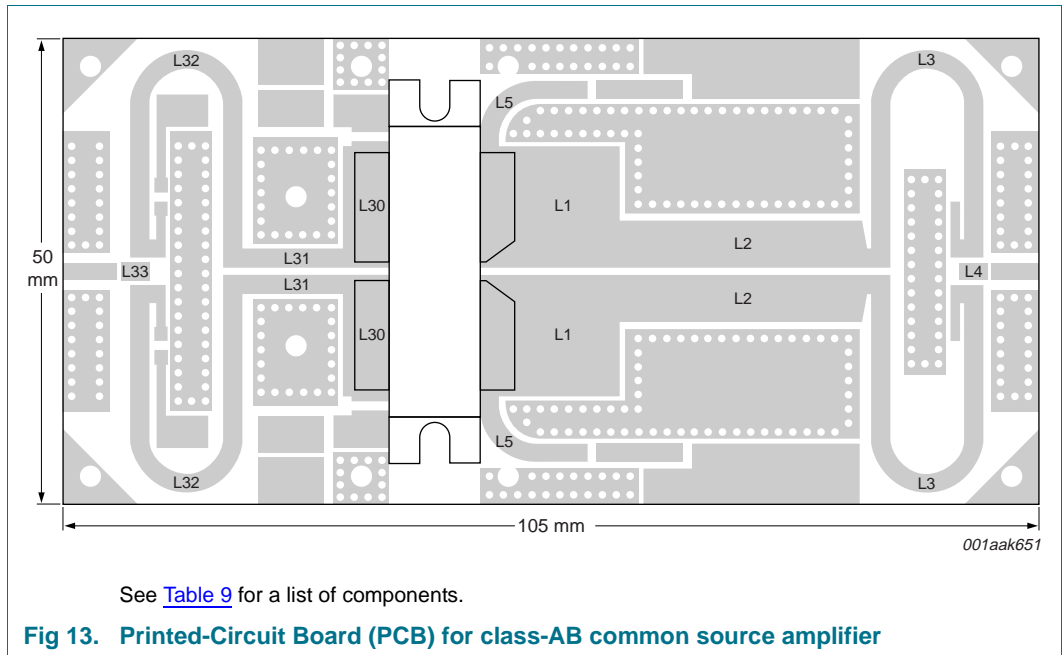 L32
L3
L5
L30
L1
L2
L31
50
mm
L33
L4
L31
L2
L30
L1
L5
L32
L3
105 mm
001aak651
See Table 9 for a list of components.
Fig 13. Printed-Circuit Board (PCB) for class-AB common source amplifier